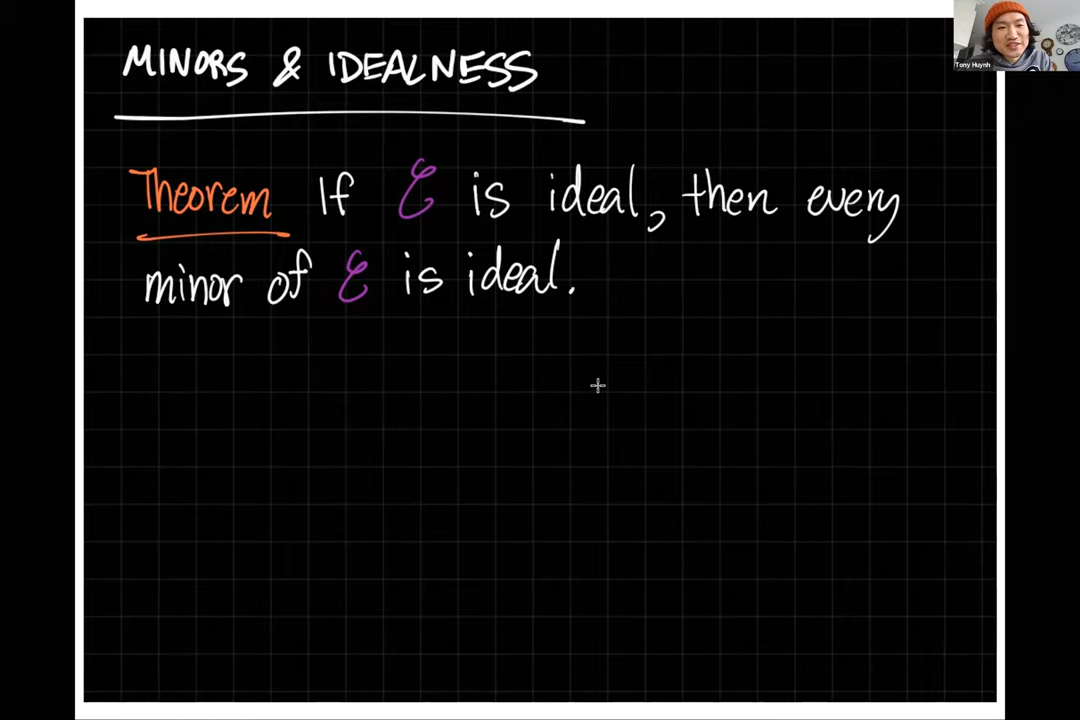 MINORS & IDEALNESS
Tony Huynh
Theorem If ℰ is ideal, then every
minor of ℰ is ideal.